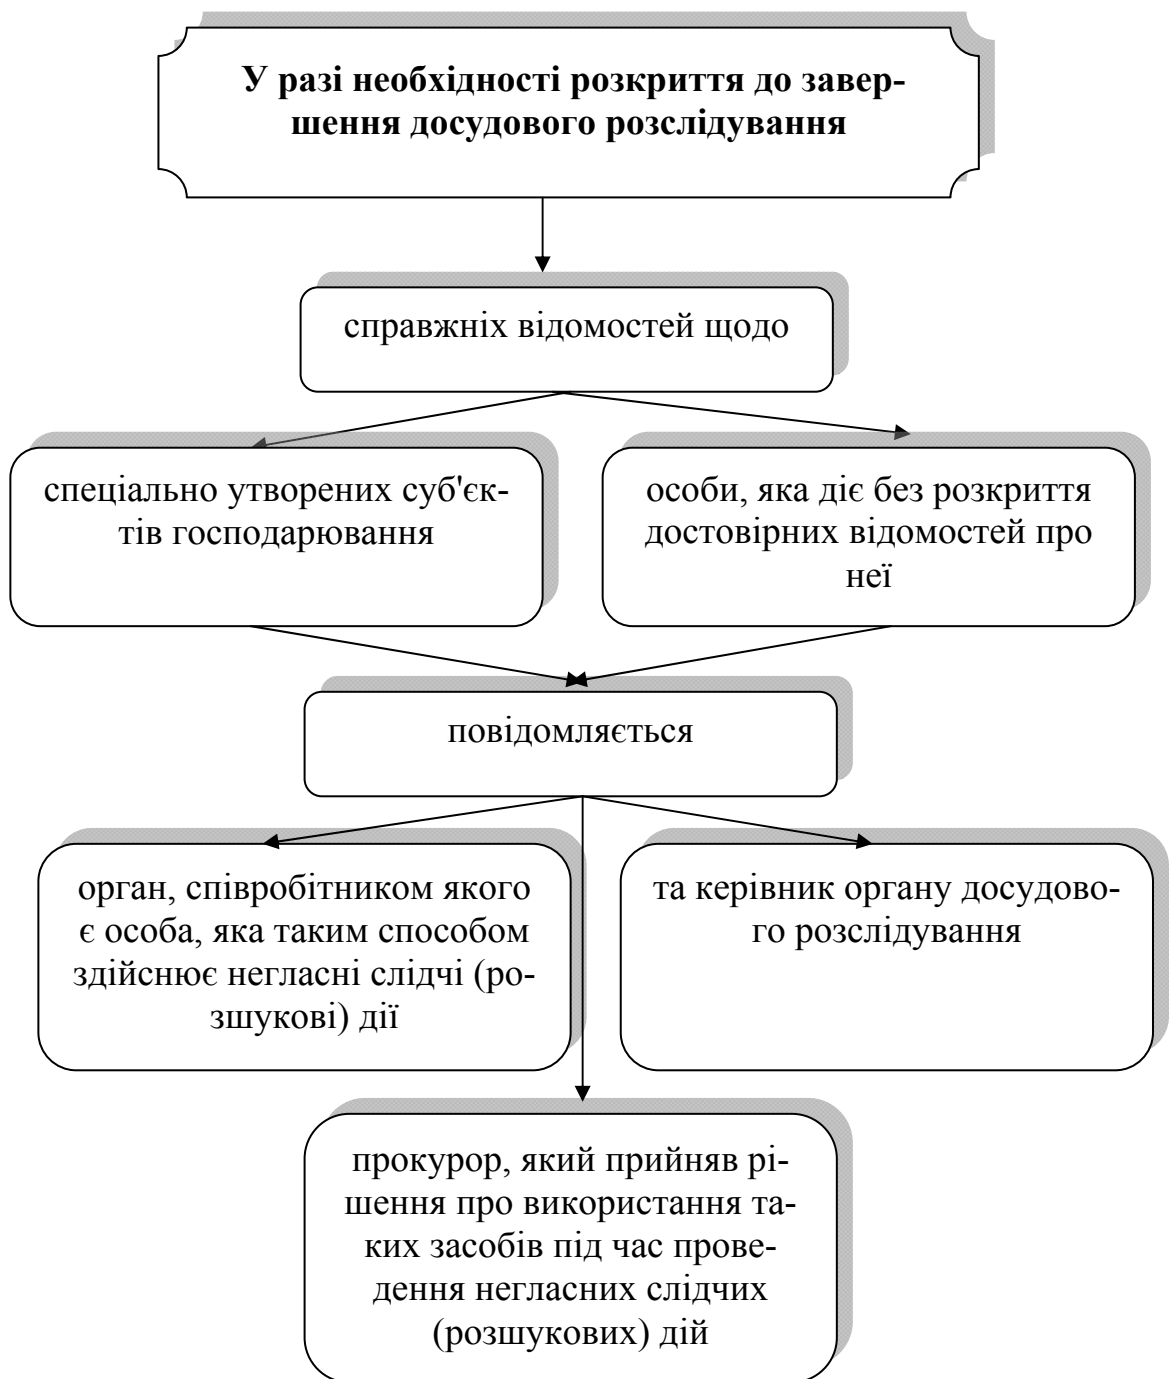 У разі необхідності розкриття до завер-
шення досудового розслідування
справжніх відомостей щодо
спеціально утворених суб'єк-
тів господарювання
особи, яка діє без розкриття
достовірних відомостей про
неї
повідомляється
орган, співробітником якого
є особа, яка таким способом
здійснює негласні слідчі (ро-
зшукові) дії
та керівник органу досудово-
го розслідування
прокурор, який прийняв рі-
шення про використання та-
ких засобів під час прове-
дення негласних слідчих
(розшукових) дій